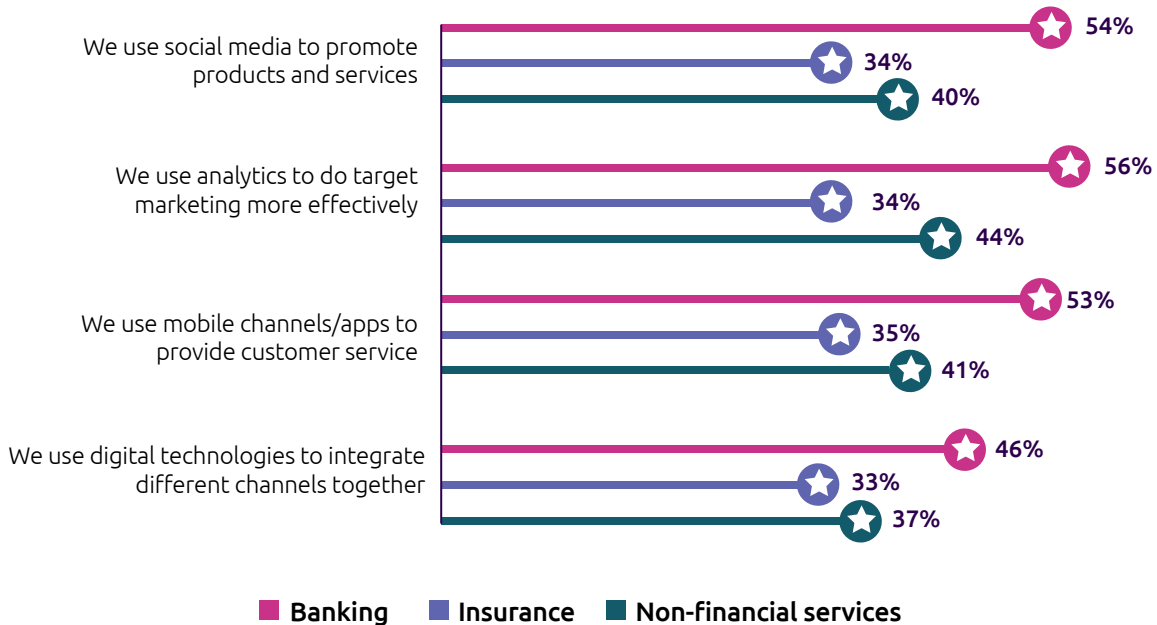 We use social media to promote
products and services
54%
34%
40%
We use analytics to do target
marketing more effectively
56%
34%
44%
We use mobile channels/apps to
provide customer service
53%
35%
41%
We use digital technologies to integrate
different channels together
46%
33%
37%
Banking Insurance Non-financial services